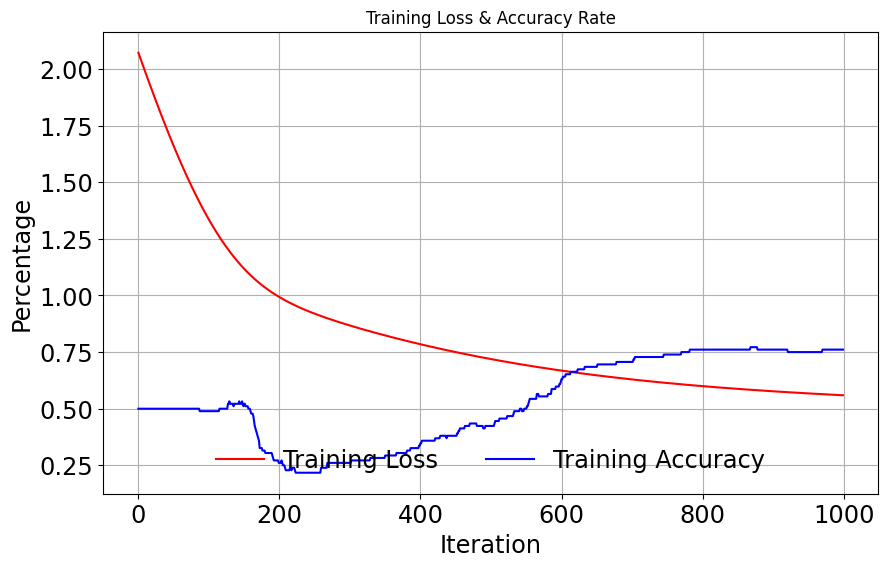 Training Loss & Accuracy Rate
2.00
1.75
1.50
1.25
1.00
0.75
0.50
0.25
Percentage
Training Loss
Training Accuracy
0 200 400 600 800 1000
Iteration